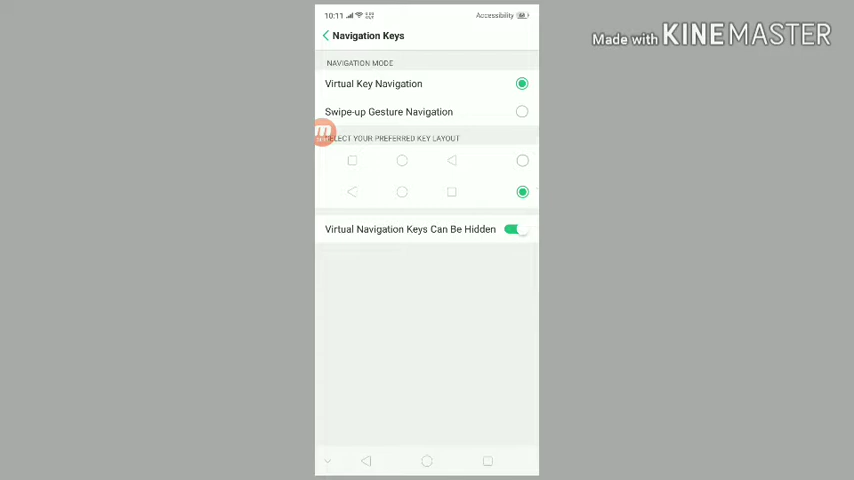 10:11
Accessibility
Navigation Keys
Made with KINEMASTER
NAVIGATION MODE
Virtual Key Navigation
Swipe-up Gesture Navigation
SELECT YOUR PREFERRED KEY LAYOUT
Virtual Navigation Keys Can Be Hidden